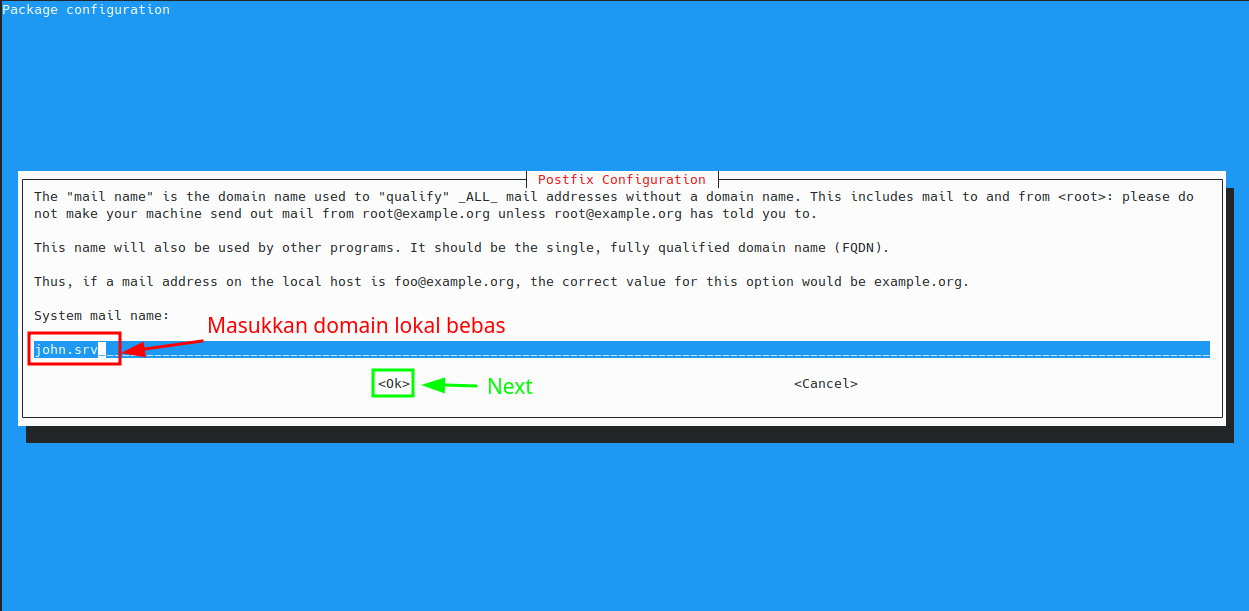 Package configuration
Postfix Configuration
The "mail name" is the domain name used to "qualify" _ALL_ mail addresses without a domain name. This includes mail to and from <root>: please do
not make your machine send out mail from root@example.org unless root@example.org has told you to.
This name will also be used by other programs. It should be the single, fully qualified domain name (FQDN).
Thus, if a mail address on the local host is foo@example.org, the correct value for this option would be example.org.
System mail name:
Masukkan domain lokal bebas
john.srv
<Ok>
Next
<Cancel>